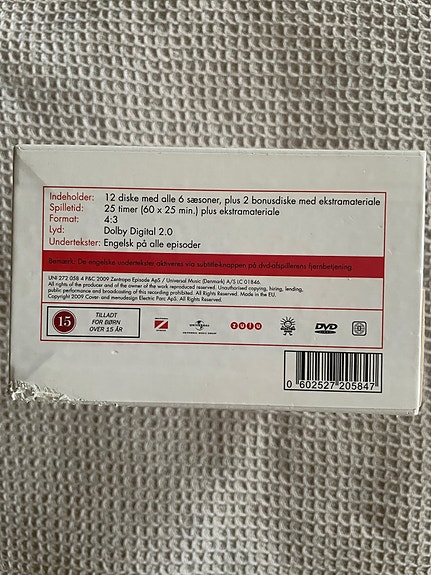 Indeholder: 12 diske med alle 6 sæsoner, plus 2 bonusdiske med ekstramateriale
Spilletid: 25 timer (60 x 25 min.) plus ekstramateriale
Format: 4:3
Lyd: Dolby Digital 2.0
Undertekster: Engelsk på alle episoder
Bemærk: De engelske undertekster aktiveres via subtitle-knappen på dvd-afspillerens fjernbetjening
UNI 272 058 4 P&C 2009 Zentropa Episode ApS / Universal Music (Denmark) A/S LC 01846.
All rights of the producer and of the owner of the work reproduced reserved. Unauthorised copying, hiring, lending,
public performance and broadcasting of this recording prohibited. All Rights Reserved. Made in the EU.
Copyright 2009 Cover and menudesign Electric Parc ApS. All Rights Reserved.
15
TILLADT
FOR BØRN
OVER 15 ÅR
UNIVERSAL
UNIVERSAL MUSIC GROUP
zulu
DVD
0 602527 205847